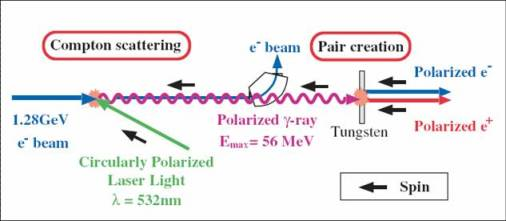 Compton scattering
e⁻ beam
Pair creation
Polarized e⁻
1.28GeV
e⁻ beam
Polarized γ-ray
Eₘₐₓ= 56 MeV
Tungsten
Polarized e⁺
Circularly Polarized
Laser Light
λ = 532nm
Spin